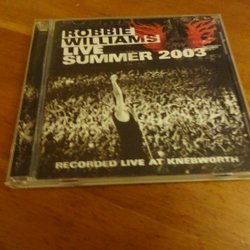 ROBBIE
WILLIAMS
LIVE
SUMMER 2003
RECORDED LIVE AT KNEBWORTH